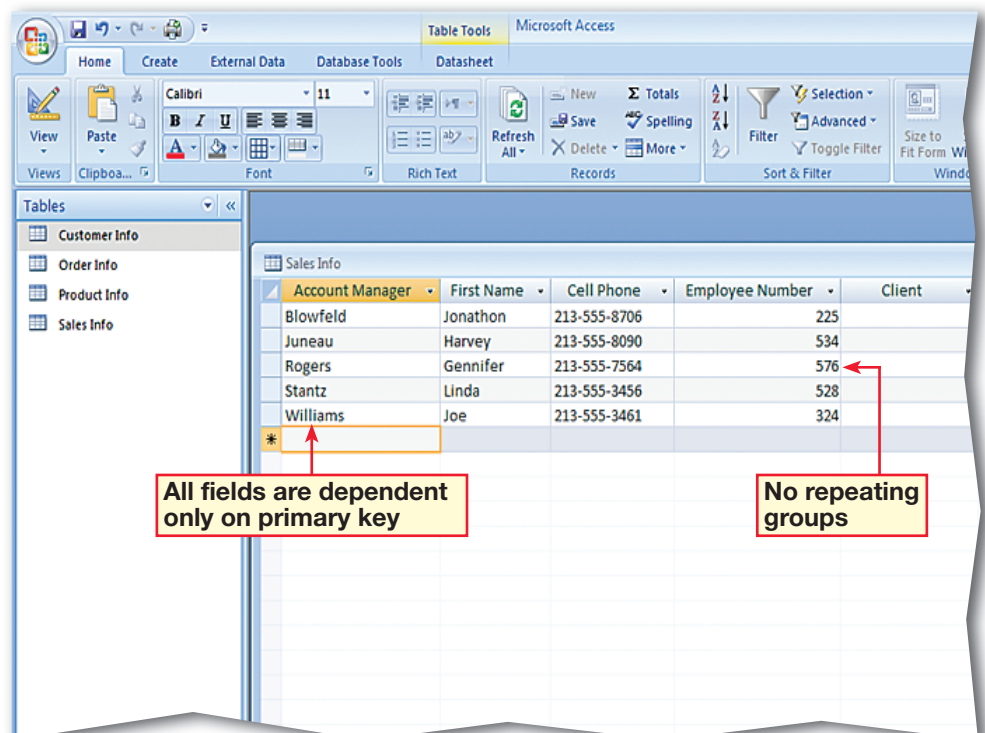 Table Tools Microsoft Access
Home Create External Data Database Tools Datasheet
View
Paste
Calibri 11
B I U
A
ab
Refresh All
New
Save
Delete
Σ Totals
Spelling
More
Filter
Selection
Advanced
Toggle Filter
Size to Fit Form
Views Clipboa... Font Rich Text Records Sort & Filter
Tables
Customer Info
Order Info
Product Info
Sales Info
Sales Info
Account Manager First Name Cell Phone Employee Number Client
Blowfeld Jonathon 213-555-8706 225
Juneau Harvey 213-555-8090 534
Rogers Gennifer 213-555-7564 576
Stantz Linda 213-555-3456 528
Williams Joe 213-555-3461 324
All fields are dependent
only on primary key
No repeating
groups